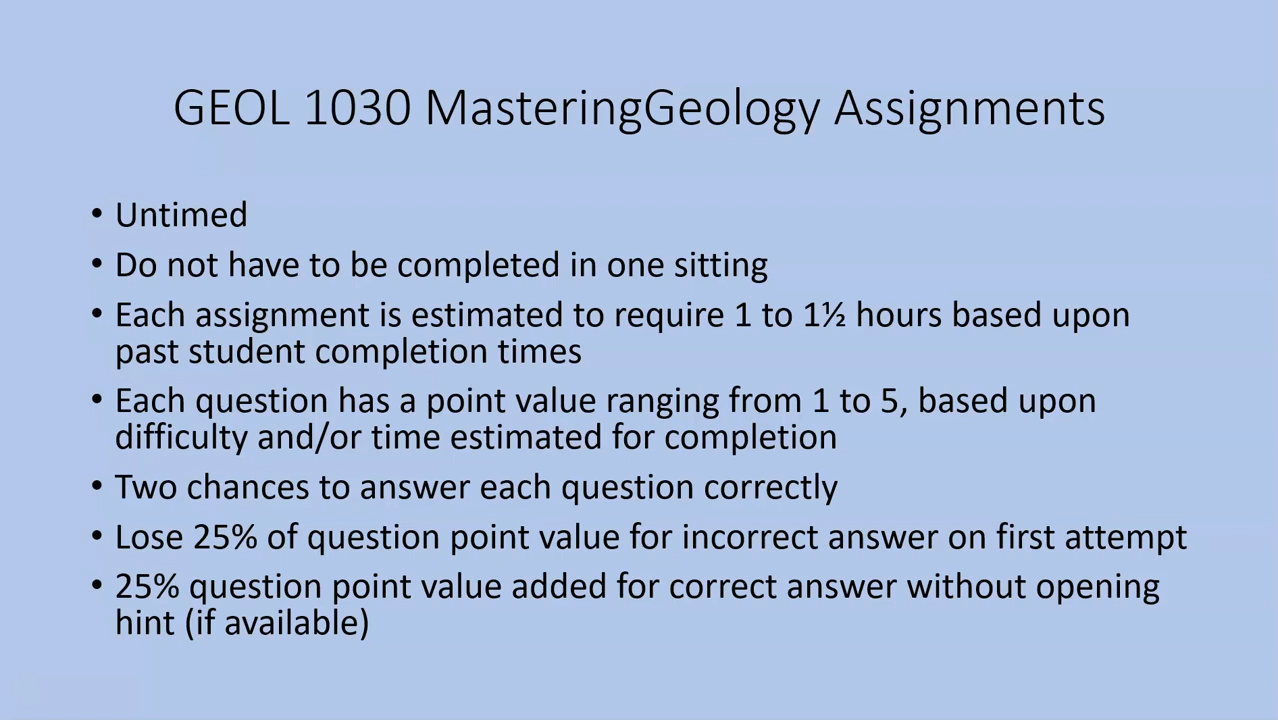 GEOL 1030 MasteringGeology Assignments
• Untimed
• Do not have to be completed in one sitting
• Each assignment is estimated to require 1 to 1½ hours based upon
past student completion times
• Each question has a point value ranging from 1 to 5, based upon
difficulty and/or time estimated for completion
• Two chances to answer each question correctly
• Lose 25% of question point value for incorrect answer on first attempt
• 25% question point value added for correct answer without opening
hint (if available)